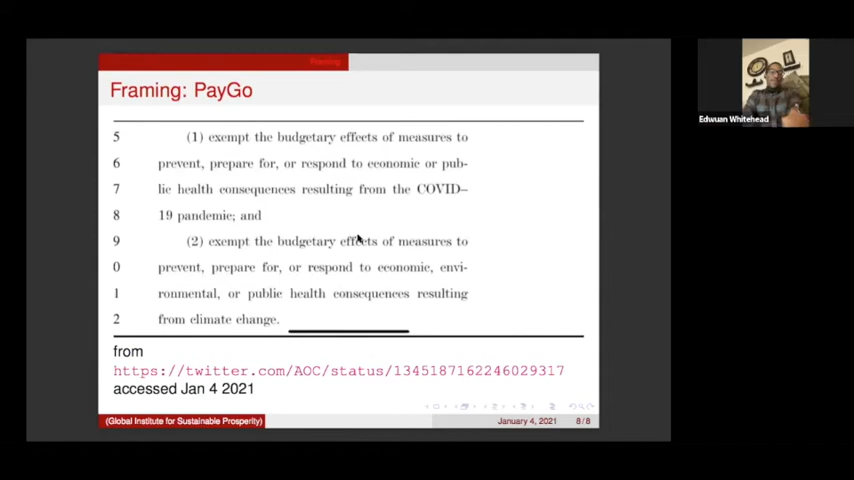 Framing
Framing: PayGo
5 (1) exempt the budgetary effects of measures to
6 prevent, prepare for, or respond to economic or pub-
7 lic health consequences resulting from the COVID–
8 19 pandemic; and
9 (2) exempt the budgetary effects of measures to
0 prevent, prepare for, or respond to economic, envi-
1 ronmental, or public health consequences resulting
2 from climate change.
from
https://twitter.com/AOC/status/1345187162246029317
accessed Jan 4 2021
(Global Institute for Sustainable Prosperity) January 4, 2021 8/8
Edwuan Whitehead